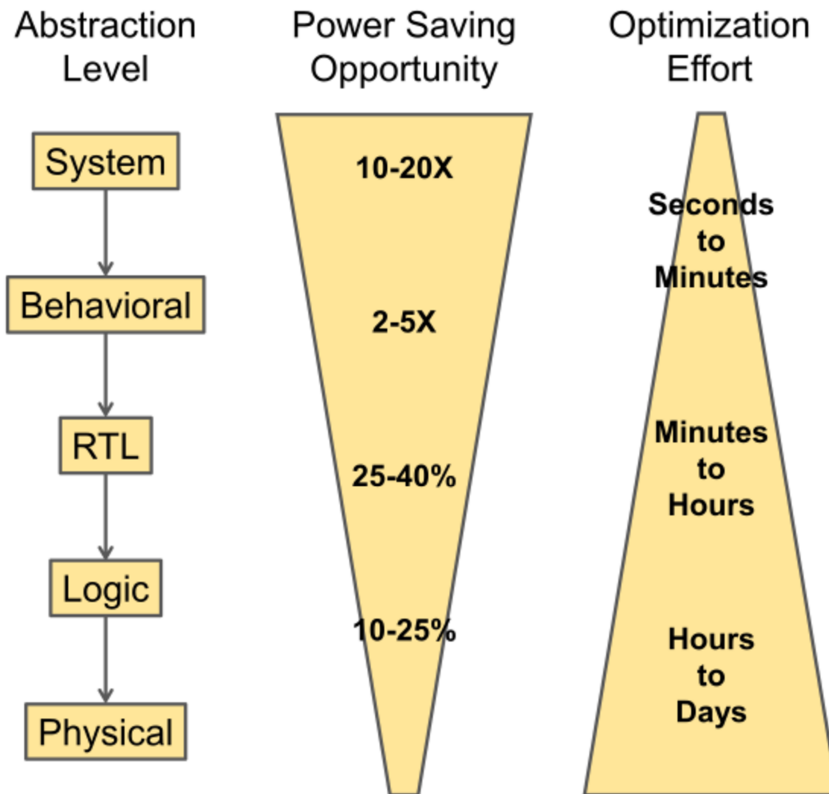 Abstraction
Level
Power Saving
Opportunity
Optimization
Effort
System
Behavioral
RTL
Logic
Physical
10-20X
2-5X
25-40%
10-25%
Seconds
to
Minutes
Minutes
to
Hours
Hours
to
Days